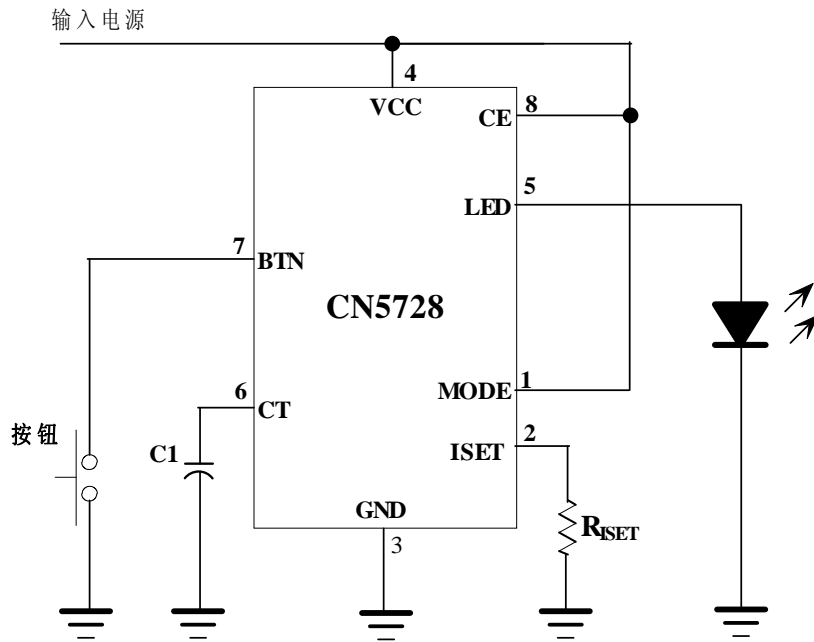 输入电源
4
VCC
8
CE
5
LED
7
BTN
CN5728
1
MODE
6
CT
2
ISET
按钮
C1
GND
3
RISET